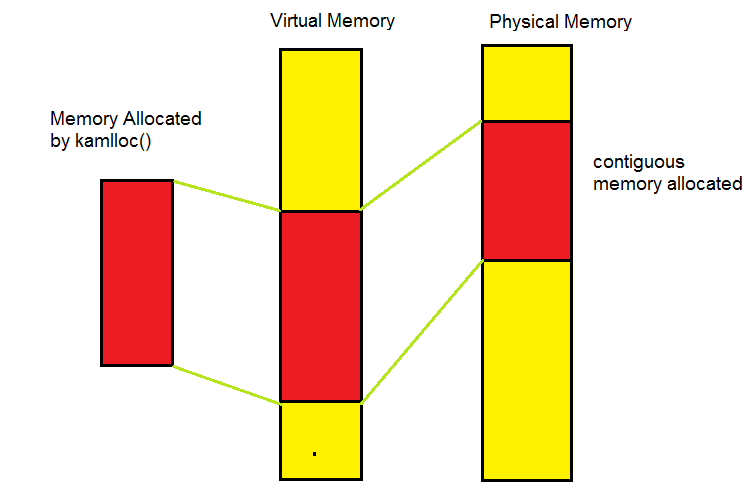 Virtual Memory
Physical Memory
Memory Allocated
by kamlloc()
contiguous
memory allocated